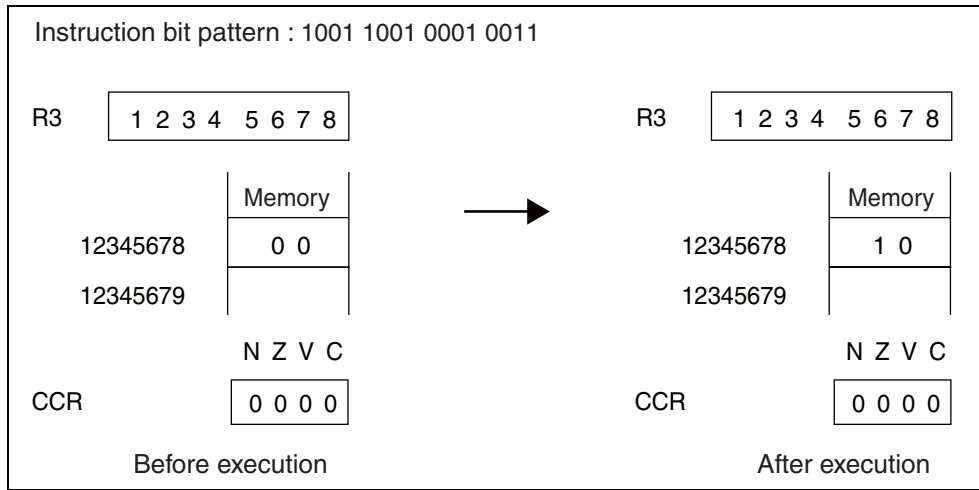 Instruction bit pattern : 1001 1001 0001 0011
R3 1 2 3 4 5 6 7 8 R3 1 2 3 4 5 6 7 8
Memory Memory
12345678 0 0 12345678 1 0
12345679 12345679
N Z V C N Z V C
CCR 0 0 0 0 CCR 0 0 0 0
Before execution After execution